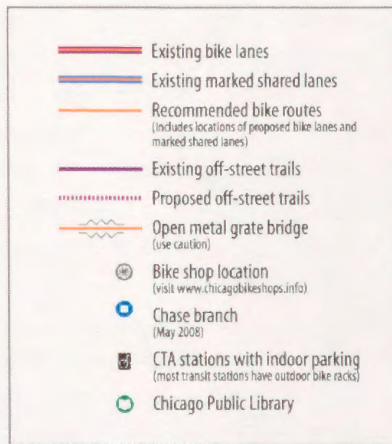 Existing bike lanes
Existing marked shared lanes
Recommended bike routes
(includes locations of proposed bike lanes and
marked shared lanes)
Existing off-street trails
Proposed off-street trails
Open metal grate bridge
(use caution)
Bike shop location
(visit www.chicagobikeshops.info)
Chase branch
(May 2008)
CTA stations with indoor parking
(most transit stations have outdoor bike racks)
Chicago Public Library